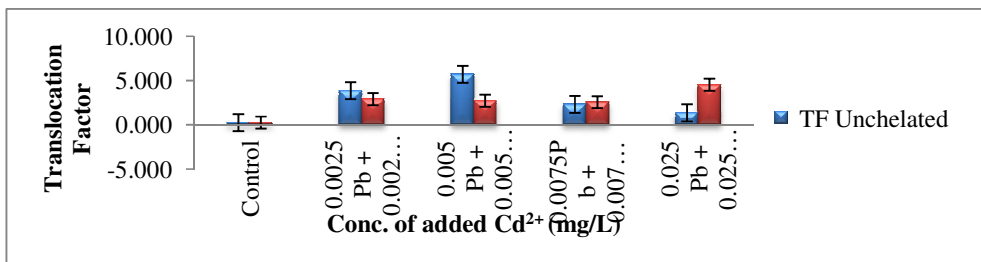 10.000
5.000
0.000
-5.000
Translocation
Factor
Control
0.0025
Pb +
0.002…
0.005
Pb +
0.005…
0.0075P
b +
0.007…
0.025
Pb +
0.025…
Conc. of added Cd²⁺ (mg/L)
TF Unchelated